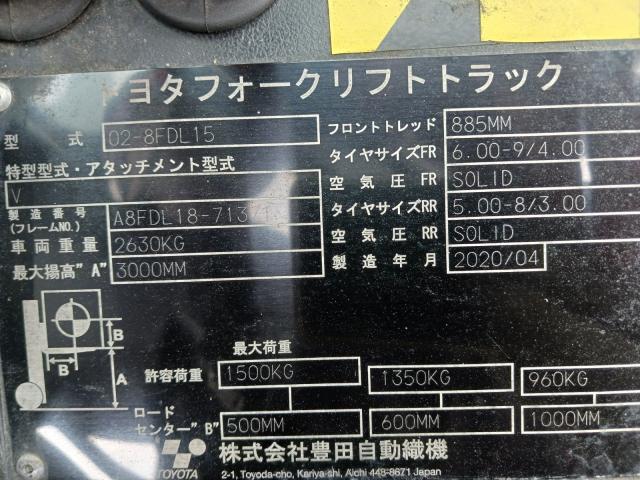 トヨタフォークリフトトラック
型式 02-8FDL15
特型型式・アタッチメント型式
V
製造番号
(フレームNO.) A8FDL18-713
車両重量 2630KG
最大揚高"A" 3000MM
フロントトレッド 885MM
タイヤサイズFR 6.00-9/4.00
空気圧 FR SOLID
タイヤサイズRR 5.00-8/3.00
空気圧 RR SOLID
製造年月 2020/04
B
B
A
最大荷重
許容荷重 1500KG 1350KG 960KG
ロード
センター"B" 500MM 600MM 1000MM
TOYOTA 株式会社豊田自動織機
2-1, Toyoda-cho, Kariya-shi, Aichi 448-8671 Japan